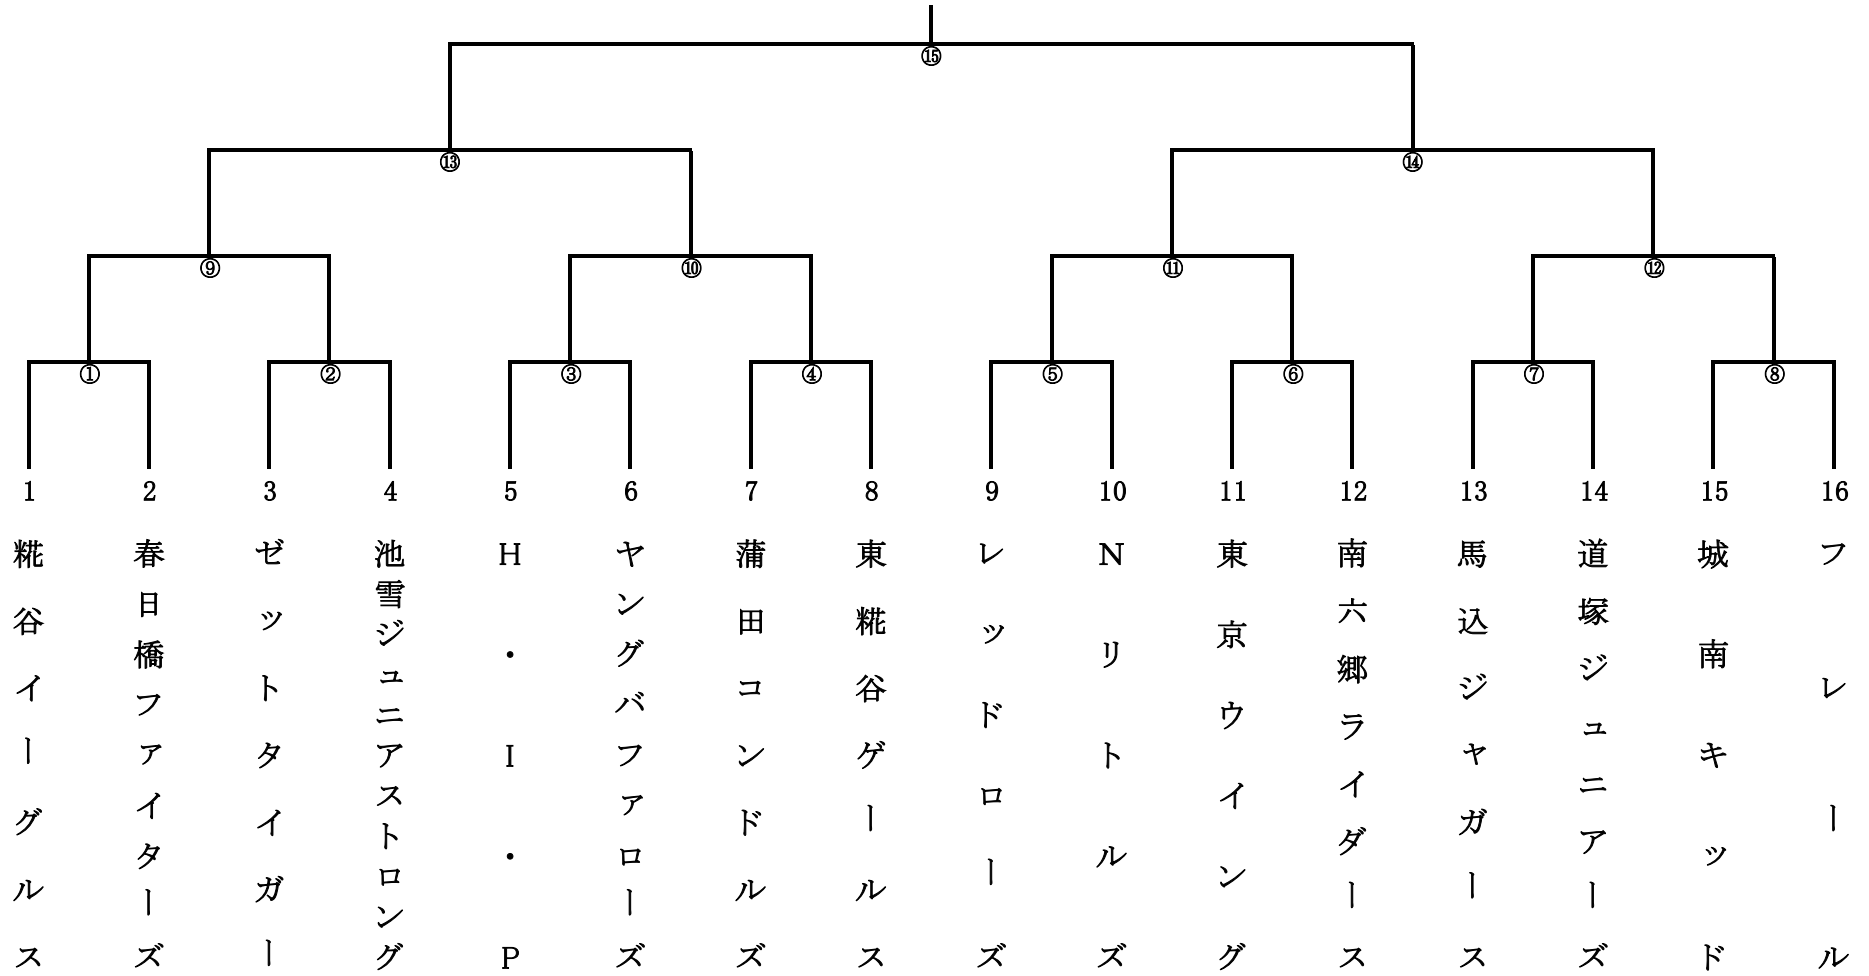 ⑮
⑬
⑭
⑨
⑩
⑪
⑫
①
②
③
④
⑤
⑥
⑦
⑧
1
2
3
4
5
6
7
8
9
10
11
12
13
14
15
16
糀谷イーグルス
春日橋ファイターズ
ゼットタイガー
池雪ジュニアストロング
H・I・P
ヤングバファローズ
蒲田コンドルズ
東糀谷ゲールス
レッドローズ
Nリトルズ
東京ウイング
南六郷ライダース
馬込ジャガース
道塚ジュニアーズ
城南キッド
フレール